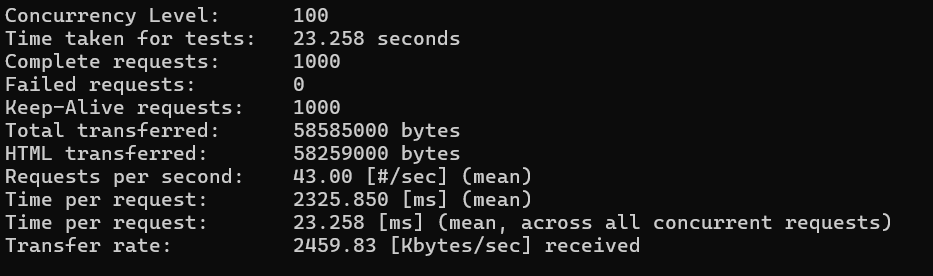 Concurrency Level:      100
Time taken for tests:   23.258 seconds
Complete requests:      1000
Failed requests:        0
Keep-Alive requests:    1000
Total transferred:      58585000 bytes
HTML transferred:       58259000 bytes
Requests per second:    43.00 [#/sec] (mean)
Time per request:       2325.850 [ms] (mean)
Time per request:       23.258 [ms] (mean, across all concurrent requests)
Transfer rate:          2459.83 [Kbytes/sec] received